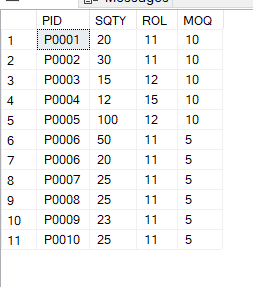 Messages
PID SQTY ROL MOQ
1 P0001 20 11 10
2 P0002 30 11 10
3 P0003 15 12 10
4 P0004 12 15 10
5 P0005 100 12 10
6 P0006 50 11 5
6 P0006 20 11 5
8 P0007 25 11 5
8 P0008 25 11 5
10 P0009 23 11 5
11 P0010 25 11 5